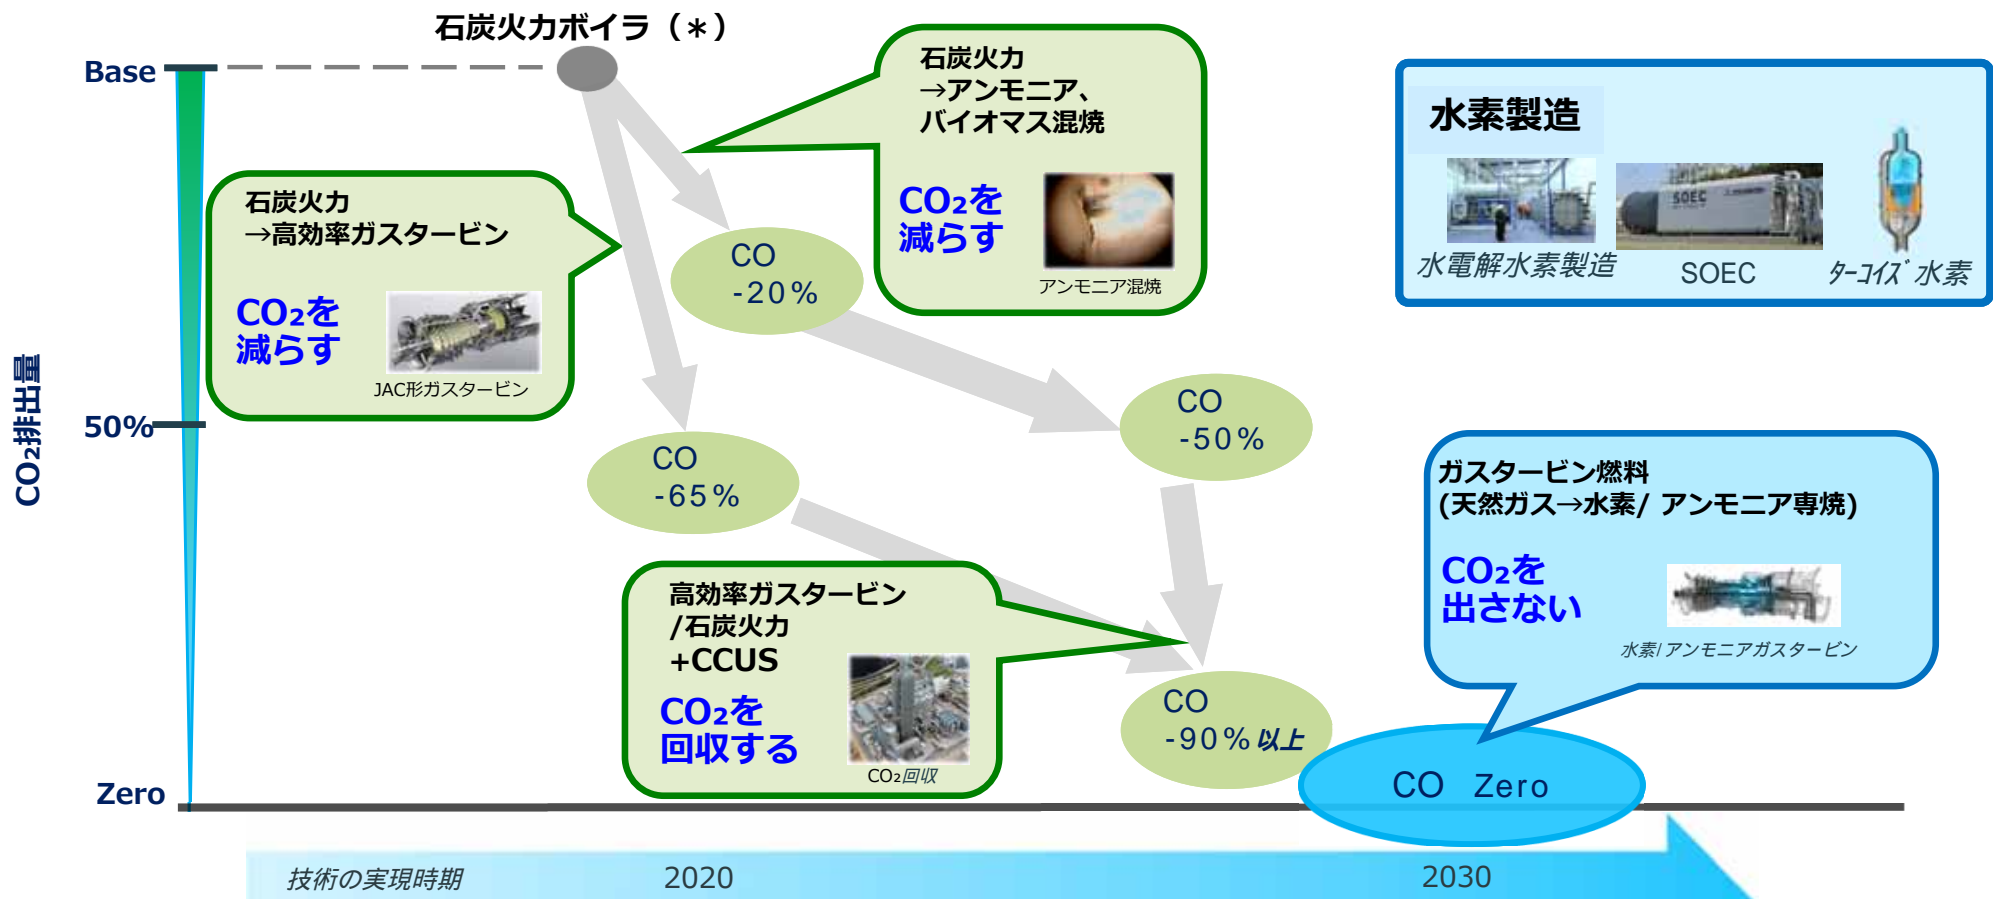 石炭火力ボイラ（＊）
Base
50%
Zero
CO₂排出量
石炭火力
→アンモニア、
バイオマス混焼
CO₂を
減らす
アンモニア混焼
石炭火力
→高効率ガスタービン
CO₂を
減らす
JAC形ガスタービン
CO
-20%
CO
-50%
CO
-65%
高効率ガスタービン
/石炭火力
+CCUS
CO₂を
回収する
CO₂回収
CO
-90%以上
CO Zero
水素製造
SOEC
水電解水素製造
SOEC
ﾀｰｺｲｽﾞ水素
ガスタービン燃料
(天然ガス→水素/ アンモニア専焼)
CO₂を
出さない
水素/アンモニアガスタービン
技術の実現時期
2020
2030